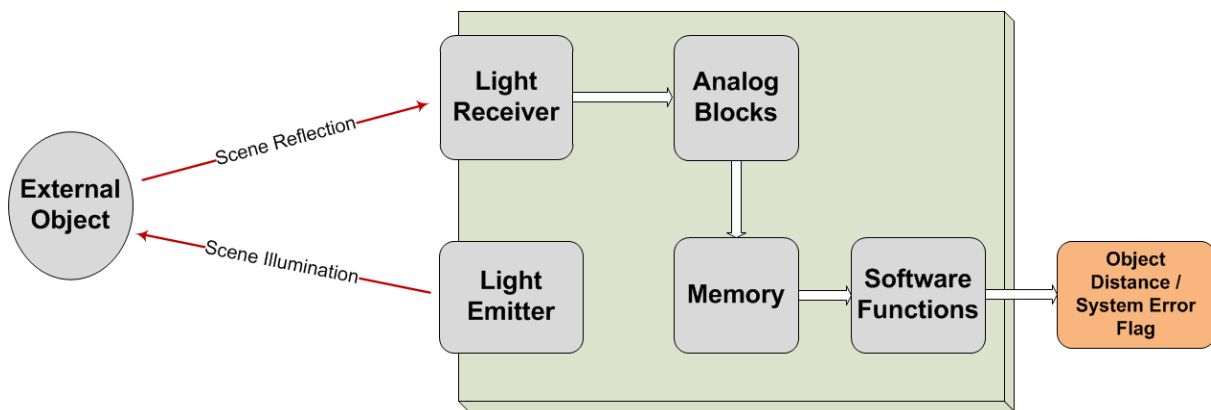 Light
Receiver
Analog
Blocks
Scene Reflection
External
Object
Scene Illumination
Light
Emitter
Memory
Software
Functions
Object
Distance /
System Error
Flag